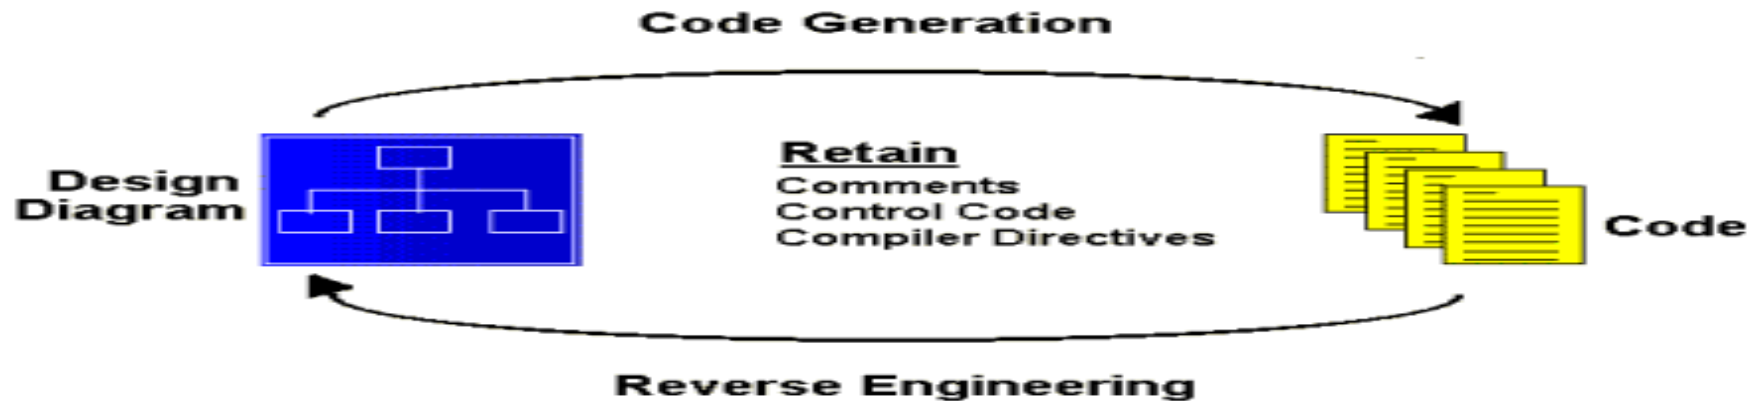 Code Generation
Design
Diagram
Retain
Comments
Control Code
Compiler Directives
Code
Reverse Engineering